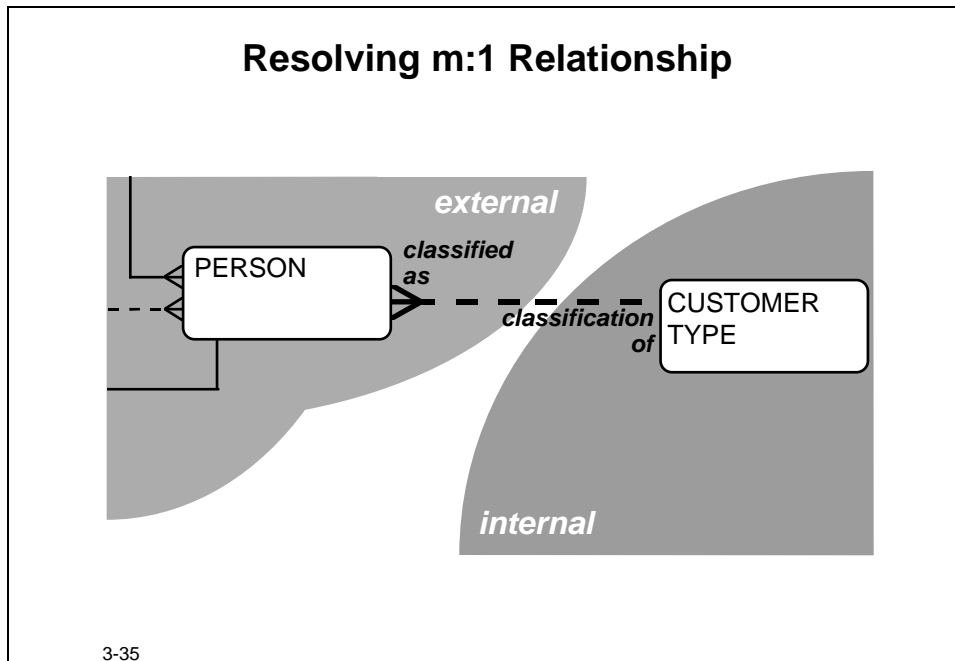 Resolving m:1 Relationship
external
PERSON
classified
as
CUSTOMER
TYPE
classification
of
internal
3-35